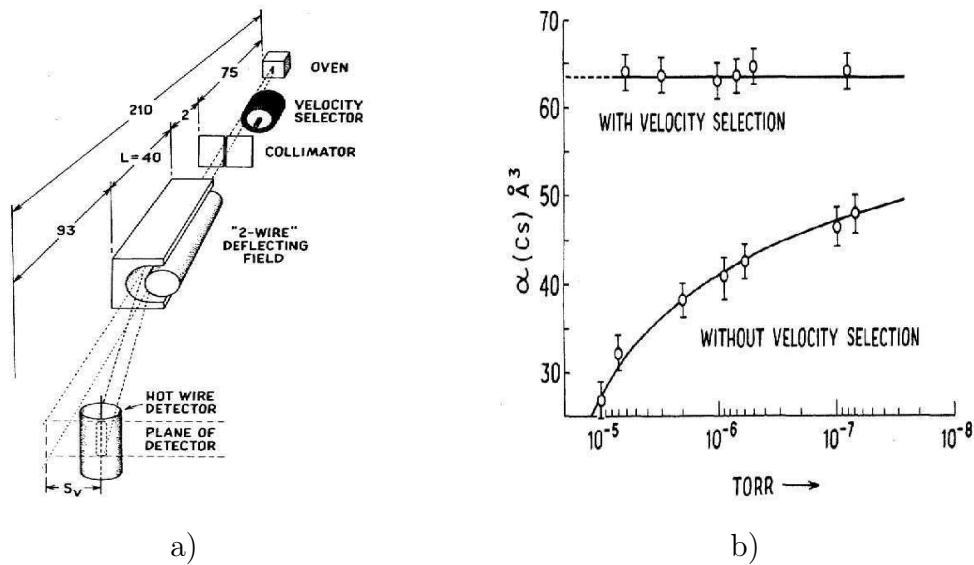 OVEN
75
VELOCITY
SELECTOR
210
2
COLLIMATOR
L=40
93
"2-WIRE"
DEFLECTING
FIELD
HOT WIRE
DETECTOR
PLANE OF
DETECTOR
Sv
a)
α (Cs) Å³
70
60
50
40
30
WITH VELOCITY SELECTION
WITHOUT VELOCITY SELECTION
10⁻⁵ 10⁻⁶ 10⁻⁷ 10⁻⁸
TORR →
b)